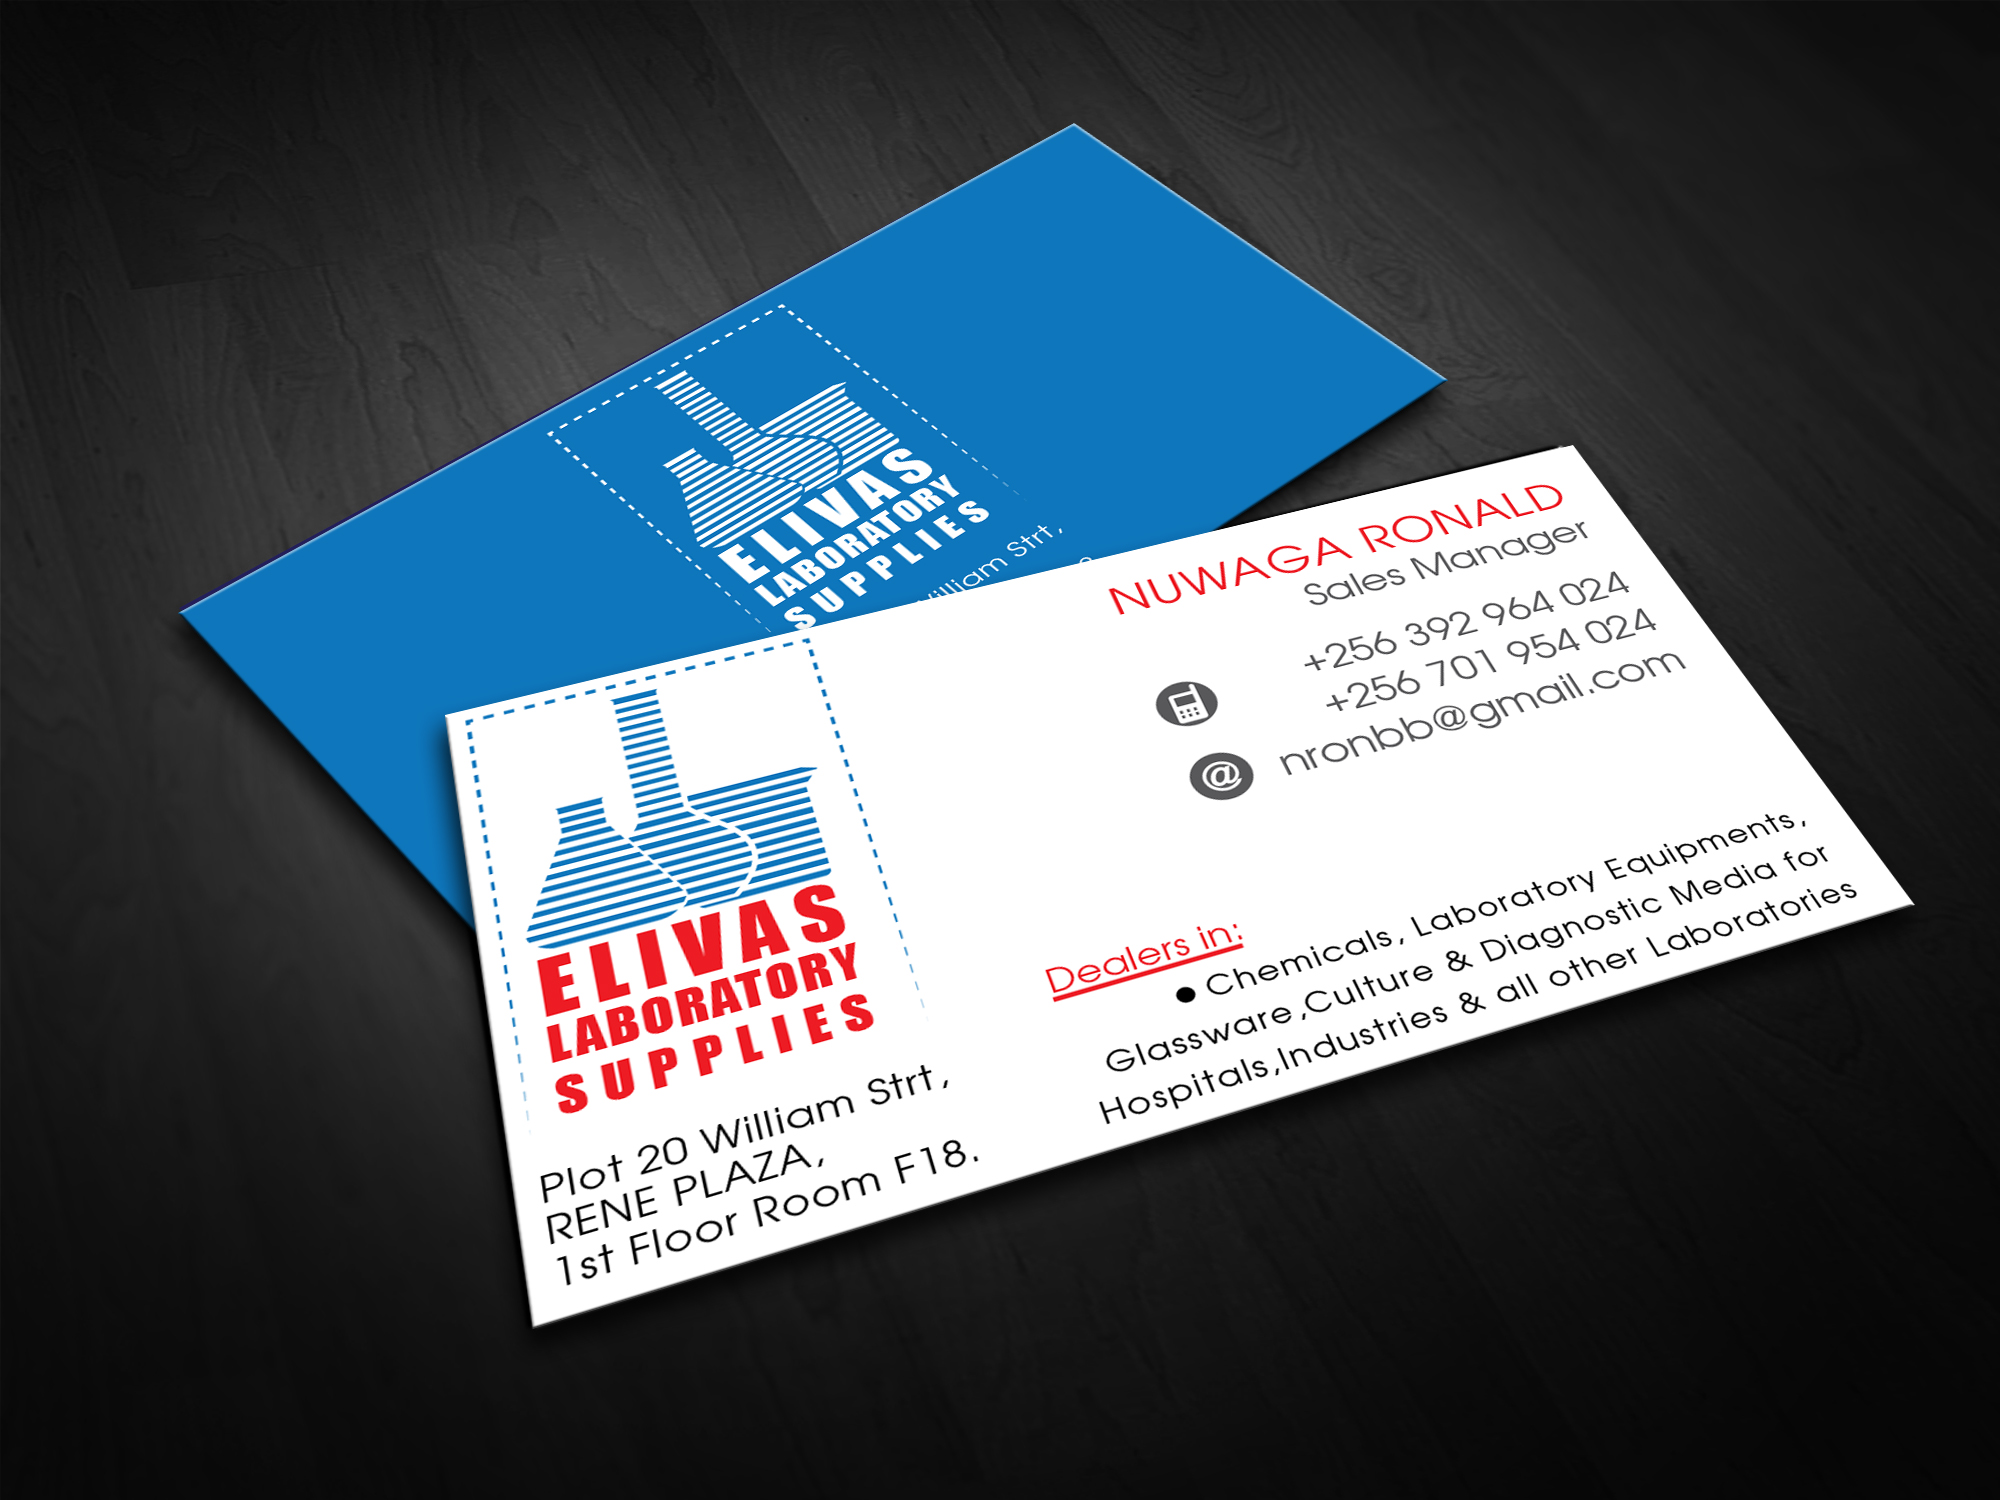 ELIVAS
LABORATORY
SUPPLIES
William Strt,
NUWAGA RONALD
Sales Manager
+256 392 964 024
+256 701 954 024
@ nronbb@gmail.com
ELIVAS
LABORATORY
SUPPLIES
Plot 20 William Strt,
RENE PLAZA,
1st Floor Room F18.
Dealers in:
● Chemicals, Laboratory Equipments,
Glassware,Culture & Diagnostic Media for
Hospitals,Industries & all other Laboratories